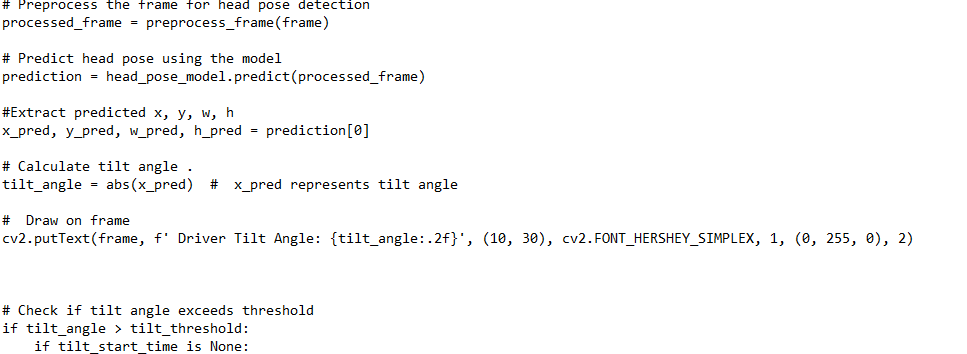 # Preprocess the frame for head pose detection
processed_frame = preprocess_frame(frame)
# Predict head pose using the model
prediction = head_pose_model.predict(processed_frame)
#Extract predicted x, y, w, h
x_pred, y_pred, w_pred, h_pred = prediction[0]
# Calculate tilt angle .
tilt_angle = abs(x_pred)  #  x_pred represents tilt angle
#  Draw on frame
cv2.putText(frame, f' Driver Tilt Angle: {tilt_angle:.2f}', (10, 30), cv2.FONT_HERSHEY_SIMPLEX, 1, (0, 255, 0), 2)
# Check if tilt angle exceeds threshold
if tilt_angle > tilt_threshold:
    if tilt_start_time is None: